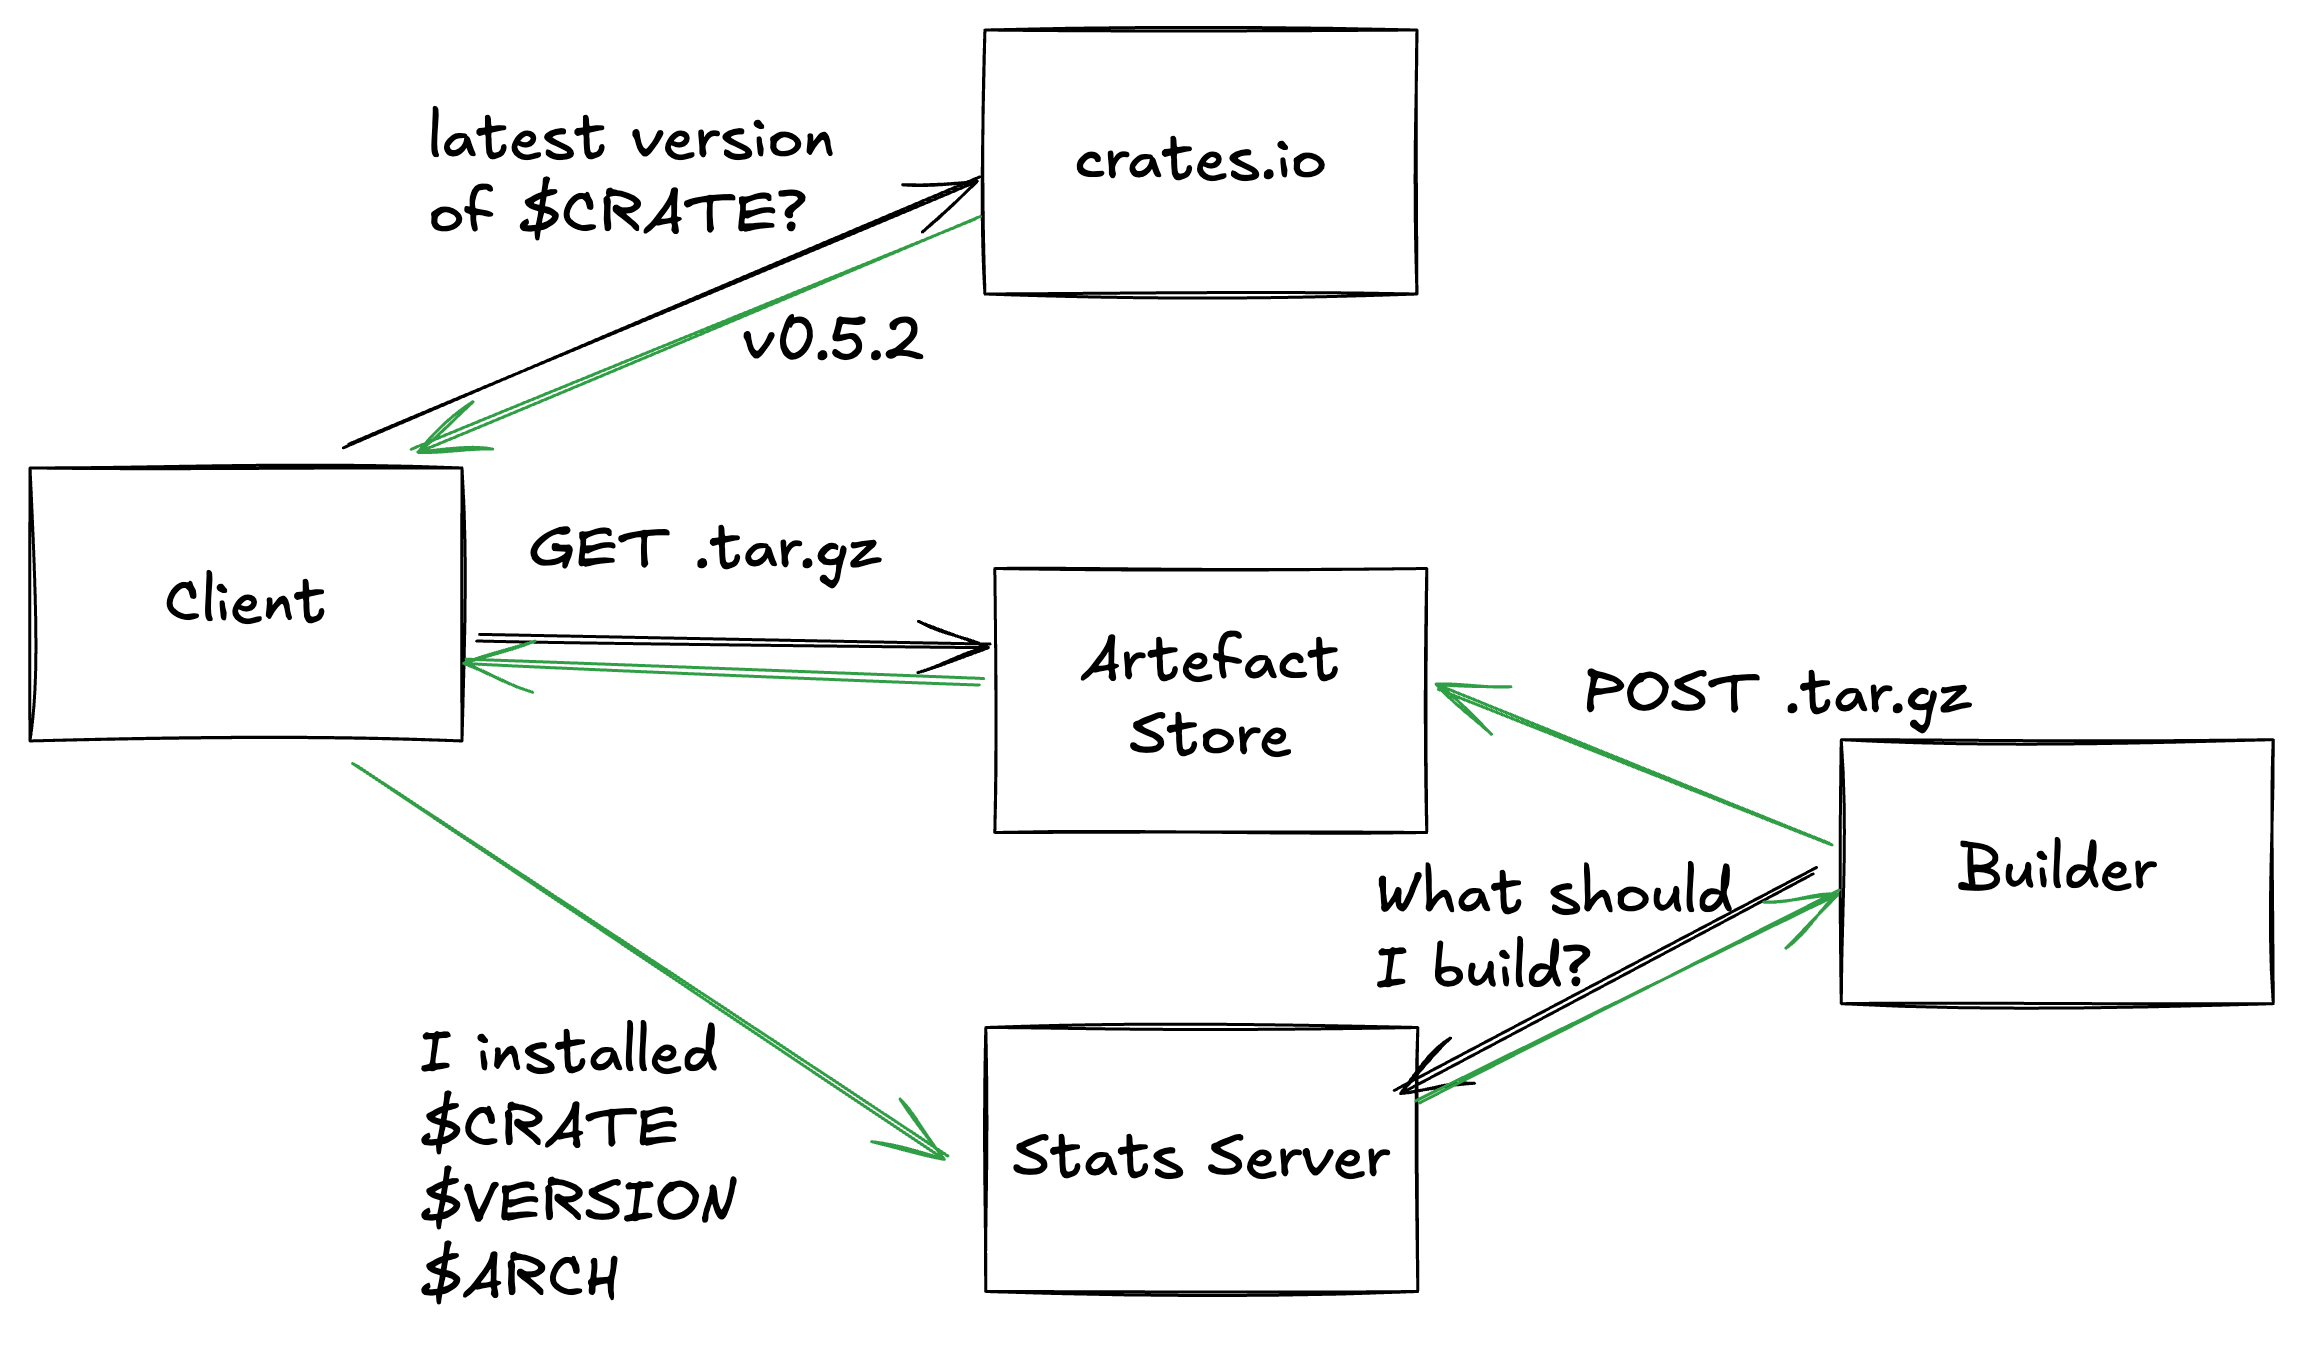 latest version
of $CRATE?
crates.io
v0.5.2
Client
GET .tar.gz
Artefact
Store
POST .tar.gz
Builder
What should
I build?
I installed
$CRATE
$VERSION
$ARCH
Stats Server